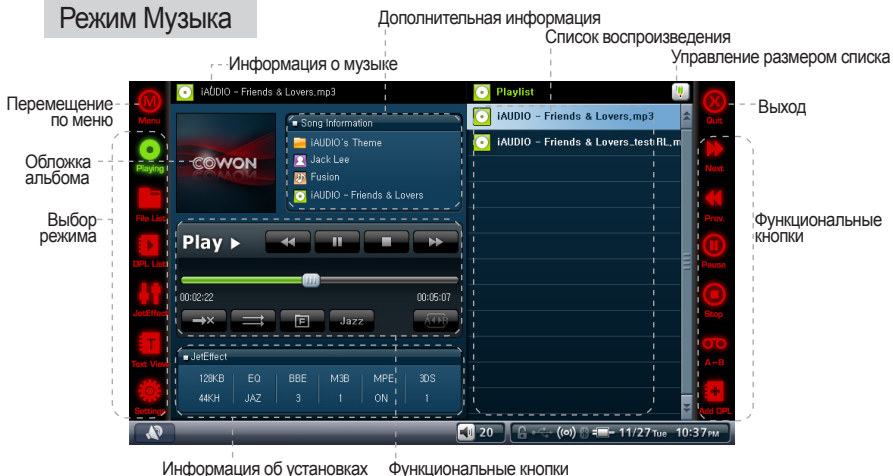 Режим Музыка
Дополнительная информация
Список воспроизведения
Управление размером списка
Информация о музыке
Перемещение
по меню
Обложка
альбома
Выбор
режима
Выход
Функциональные
кнопки
iAUDIO - Friends & Lovers,mp3
Playlist
Menu
Playing
File List
DPL List
JetEffect
Text View
Settings
COWON
Song Information
iAUDIO's Theme
Jack Lee
Fusion
iAUDIO - Friends & Lovers
iAUDIO - Friends & Lovers,mp3
iAUDIO - Friends & Lovers_testRL,m
Play
00:02:22 00:05:07
F Jazz A B
JetEffect
128KB EQ BBE M3B MPE 3DS
44KH JAZ 3 1 ON 1
Quit
Next
Prev.
Pause
Stop
A↔B
Add DPL
20 11/27 Tue 10:37 PM
Информация об установках
Функциональные кнопки